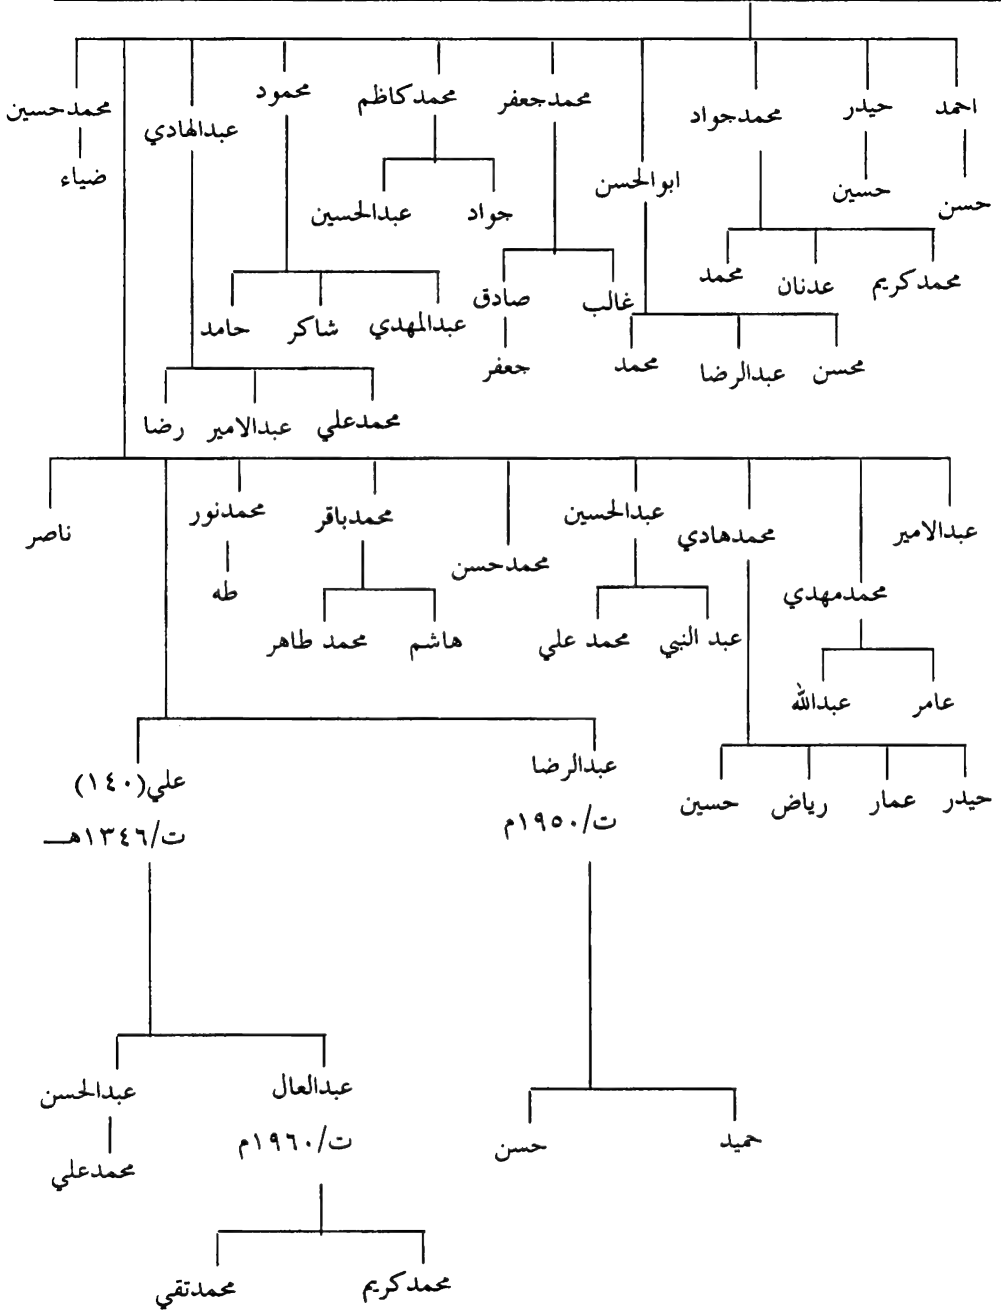 احمد
حيدر
محمدجواد
محمدجعفر
محمدكاظم
محمود
عبدالهادي
محمدحسين
حسن
حسين
ابوالحسن
جواد
عبدالحسين
ضياء
محمدكريم
عدنان
محمد
غالب
صادق
عبدالمهدي
شاكر
حامد
محسن
عبدالرضا
محمد
جعفر
محمدعلي
عبدالامير
رضا
عبدالامير
محمدمهدي
محمدهادي
عبدالحسين
محمدحسن
محمدباقر
محمدنور
ناصر
طه
عبد النبي
محمد علي
هاشم
محمد طاهر
عامر
عبدالله
حيدر
عمار
رياض
حسين
عبدالرضا
ت/١٩٥٠م
علي(١٤٠)
ت/١٣٤٦هـ
حميد
حسن
عبدالعال
ت/١٩٦٠م
عبدالحسن
محمدعلي
محمدكريم
محمدتقي